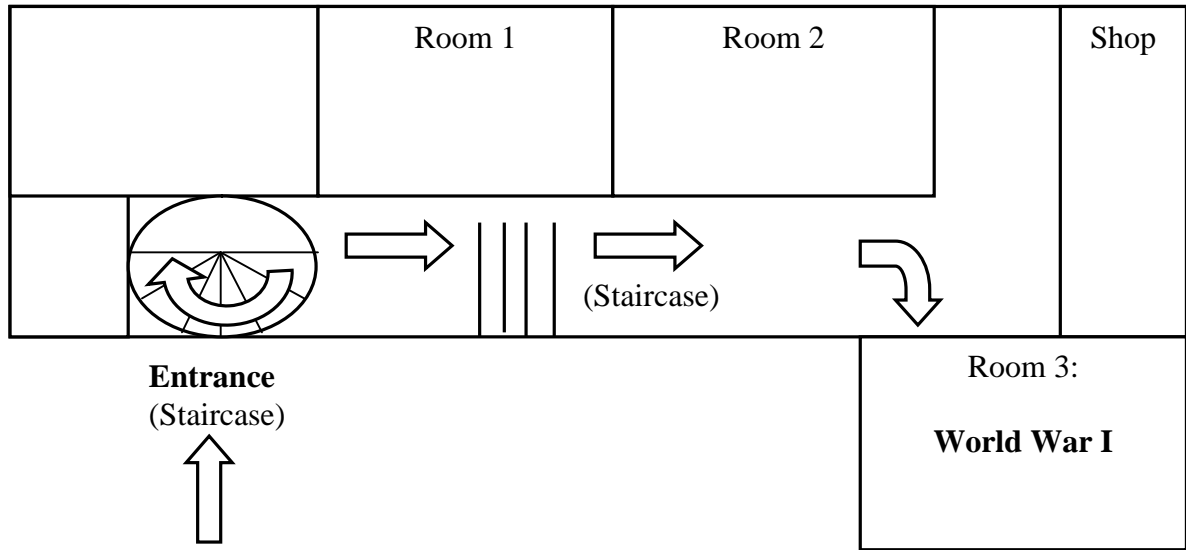 Room 1
Room 2
Shop
(Staircase)
Entrance
(Staircase)
Room 3:
World War I